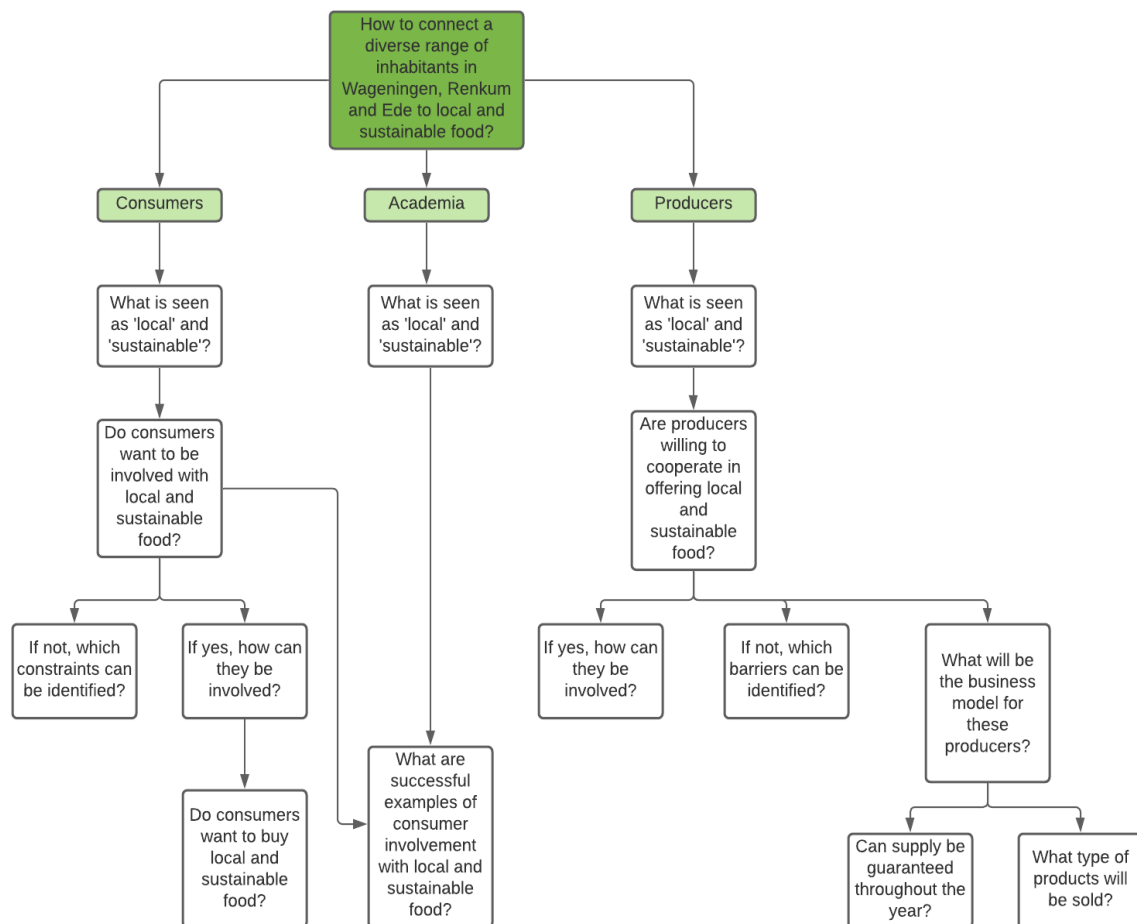 How to connect a
diverse range of
inhabitants in
Wageningen, Renkum
and Ede to local and
sustainable food?
Consumers
Academia
Producers
What is seen
as 'local' and
'sustainable'?
What is seen
as 'local' and
'sustainable'?
What is seen
as 'local' and
'sustainable'?
Do consumers
want to be
involved with
local and
sustainable
food?
Are producers
willing to
cooperate in
offering local
and
sustainable
food?
If not, which
constraints can
be identified?
If yes, how can
they be
involved?
If yes, how can
they be
involved?
If not, which
barriers can be
identified?
What will be
the business
model for
these
producers?
Do consumers
want to buy
local and
sustainable
food?
What are
successful
examples of
consumer
involvement
with local and
sustainable
food?
Can supply be
guaranteed
throughout the
year?
What type of
products will
be sold?